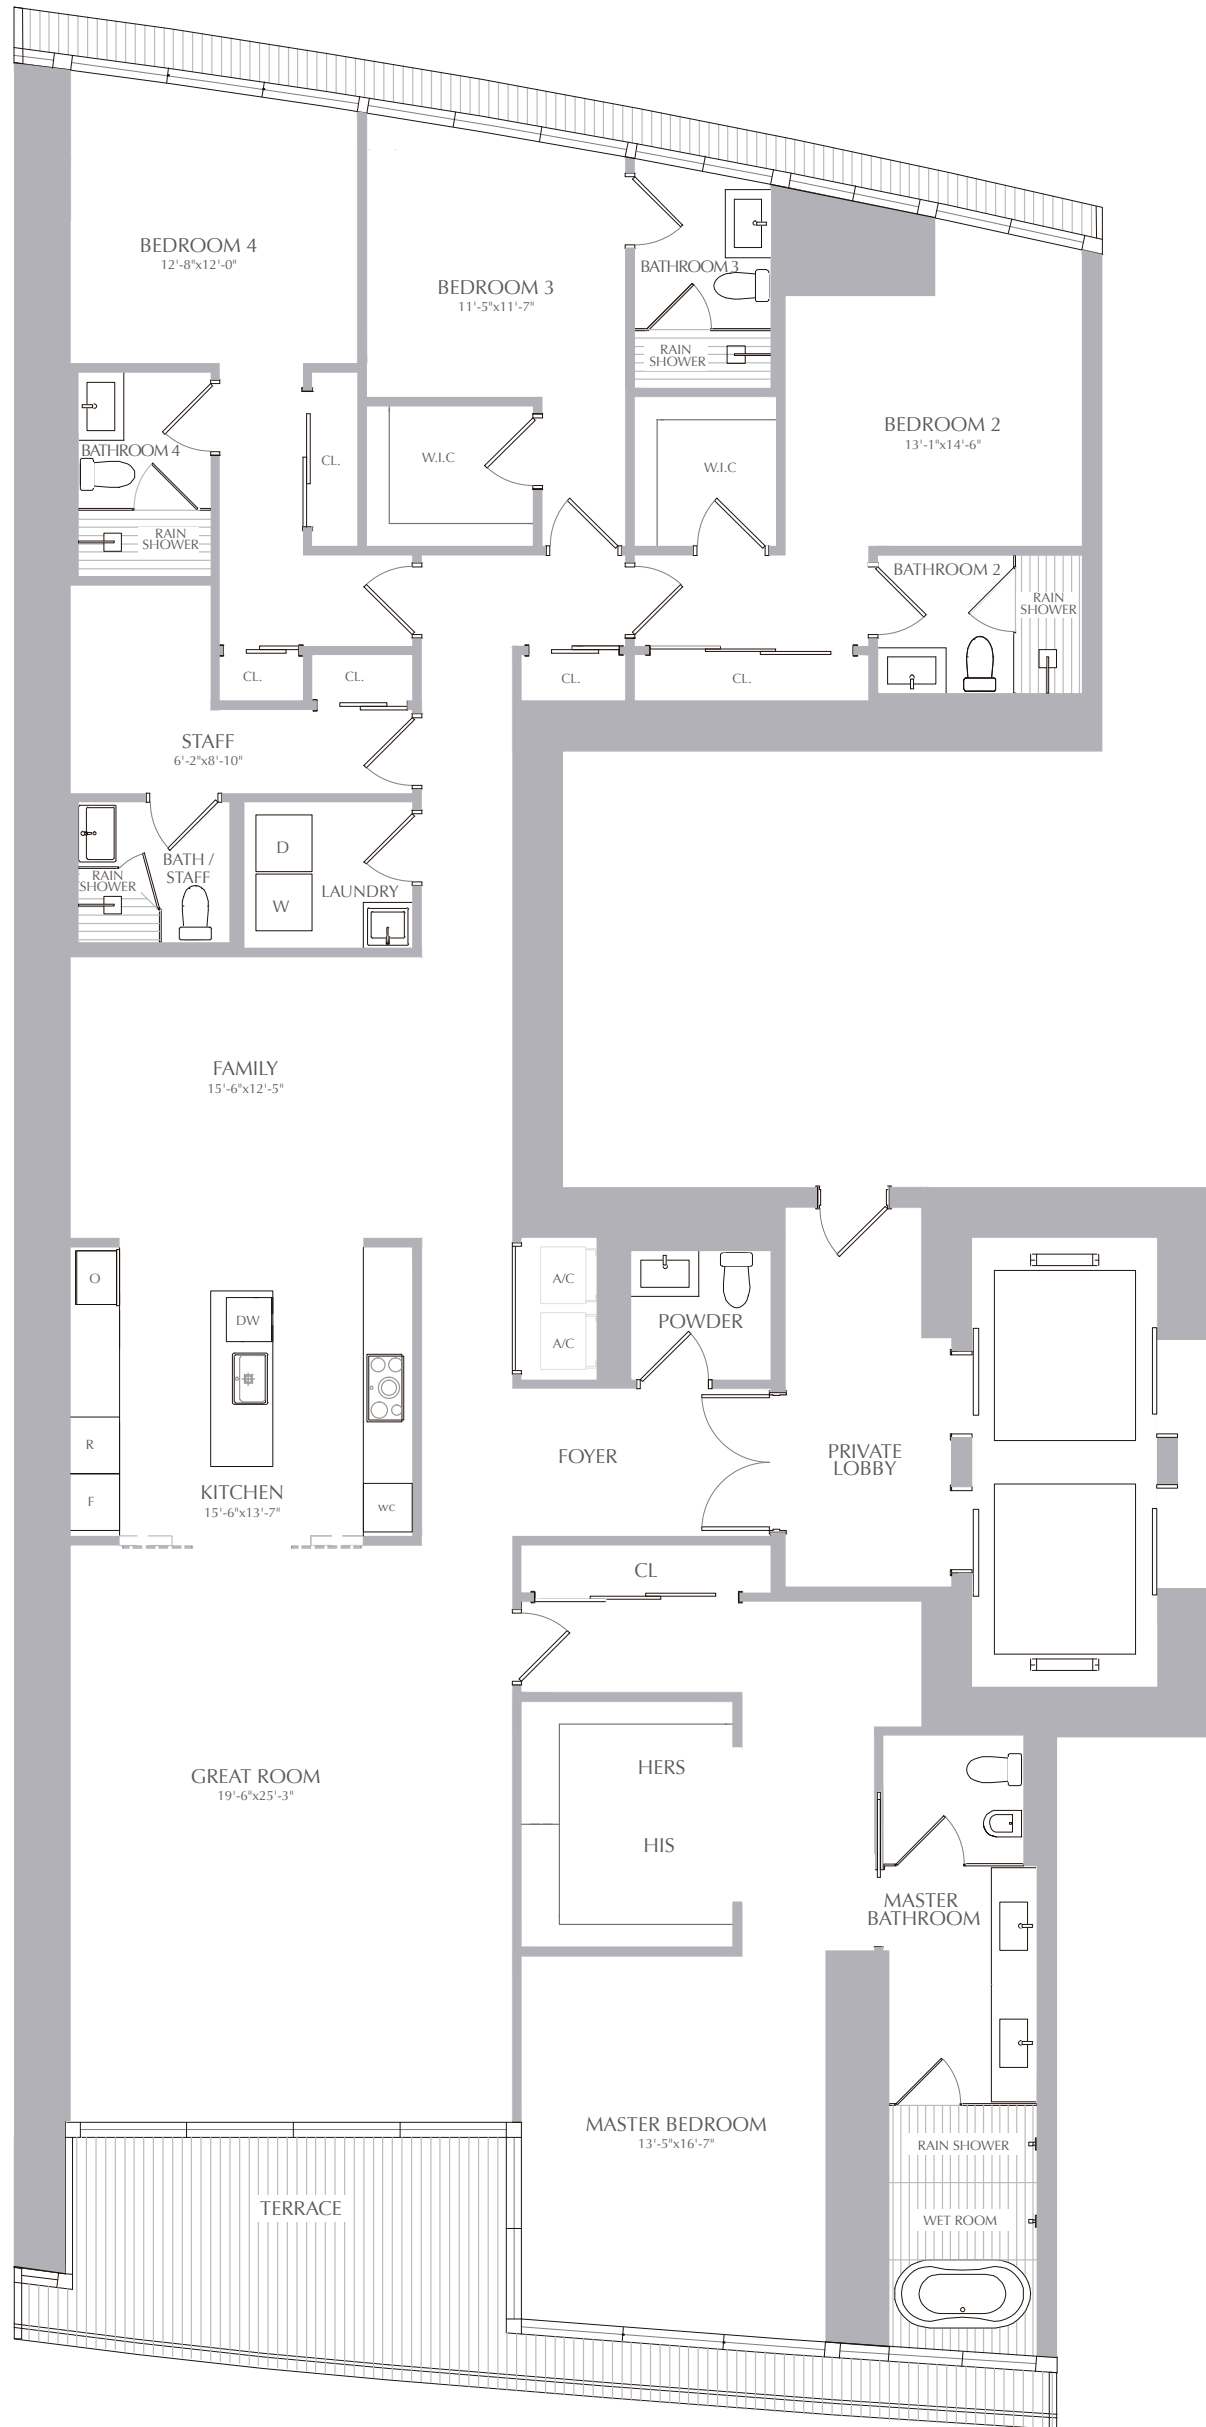 BEDROOM 4
12'-8"x12'-0"
BEDROOM 3
11'-5"x11'-7"
BATHROOM 3
RAIN
SHOWER
BEDROOM 2
13'-1"x14'-6"
BATHROOM 4
RAIN
SHOWER
CL.
W.I.C
W.I.C
BATHROOM 2
RAIN
SHOWER
CL.
CL.
CL.
CL.
STAFF
6'-2"x8'-10"
BATH /
STAFF
RAIN
SHOWER
D
W
LAUNDRY
FAMILY
15'-6"x12'-5"
O
DW
R
F
KITCHEN
15'-6"x13'-7"
wc
A/C
A/C
POWDER
FOYER
PRIVATE
LOBBY
CL
GREAT ROOM
19'-6"x25'-3"
HERS
HIS
MASTER
BATHROOM
MASTER BEDROOM
13'-5"x16'-7"
RAIN SHOWER
WET ROOM
TERRACE